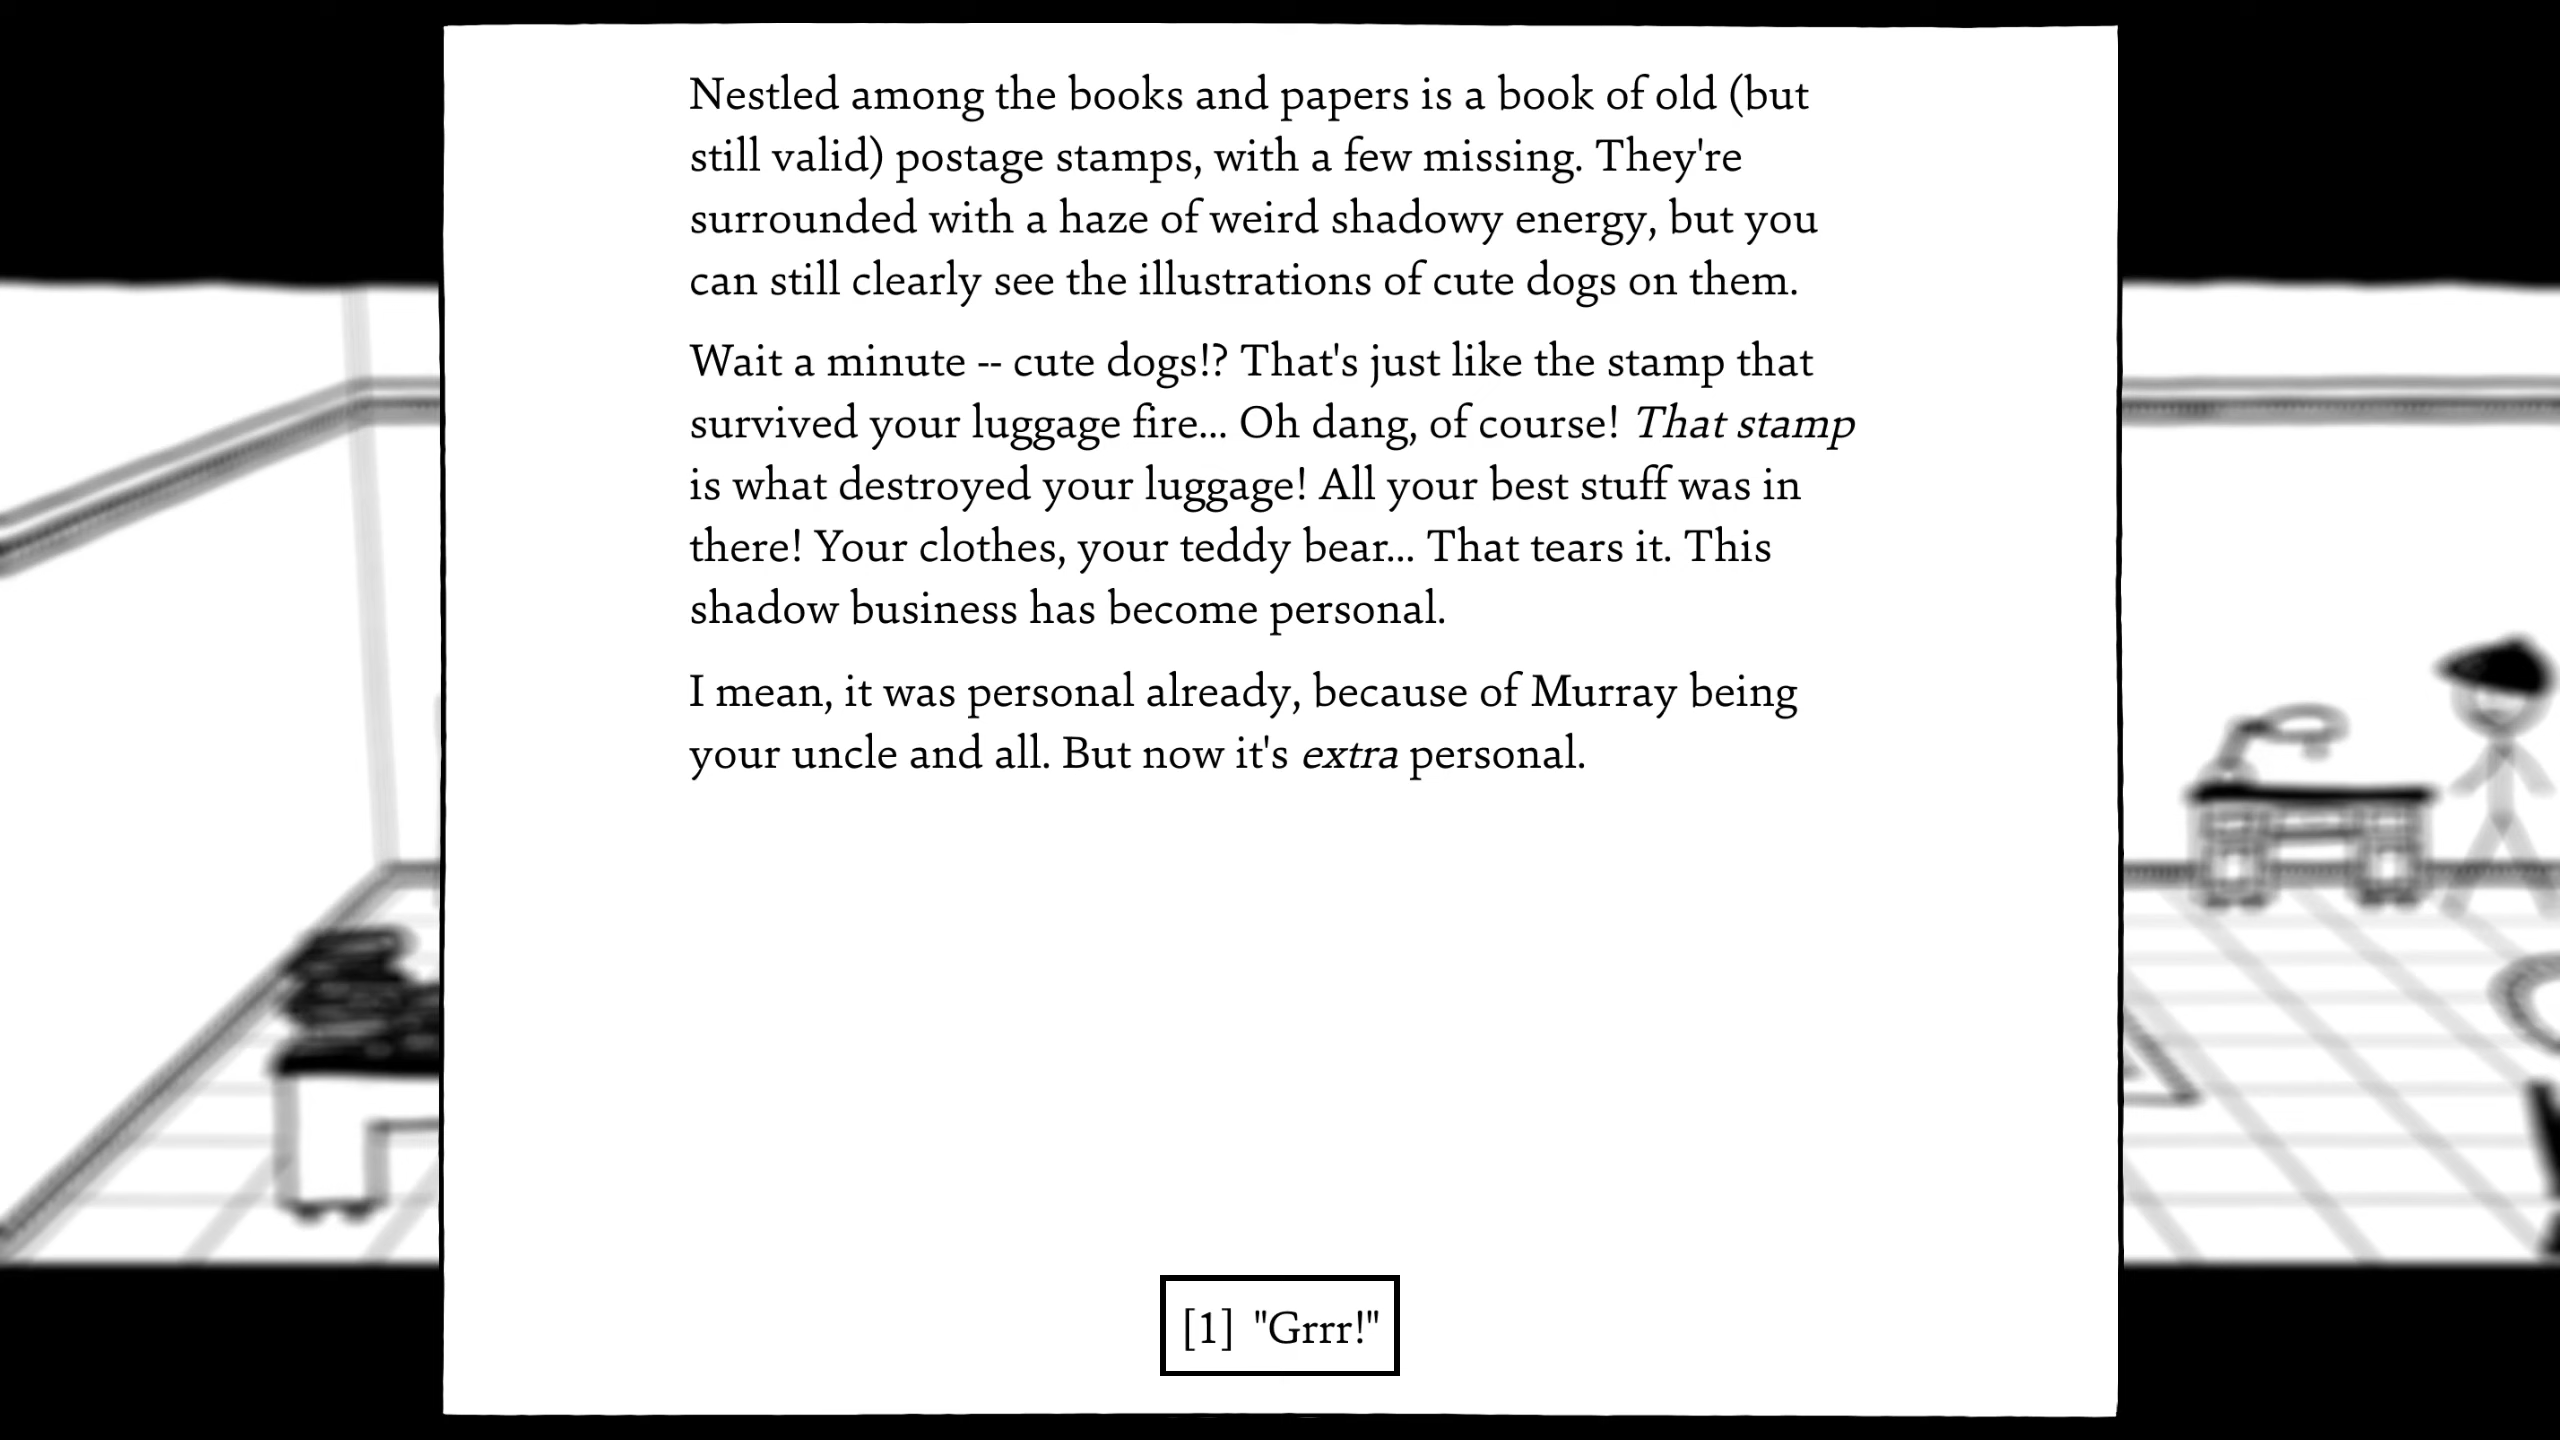 Nestled among the books and papers is a book of old (but
still valid) postage stamps, with a few missing. They're
surrounded with a haze of weird shadowy energy, but you
can still clearly see the illustrations of cute dogs on them.
Wait a minute -- cute dogs!? That's just like the stamp that
survived your luggage fire... Oh dang, of course! That stamp
is what destroyed your luggage! All your best stuff was in
there! Your clothes, your teddy bear... That tears it. This
shadow business has become personal.
I mean, it was personal already, because of Murray being
your uncle and all. But now it's extra personal.
[1] "Grrr!"